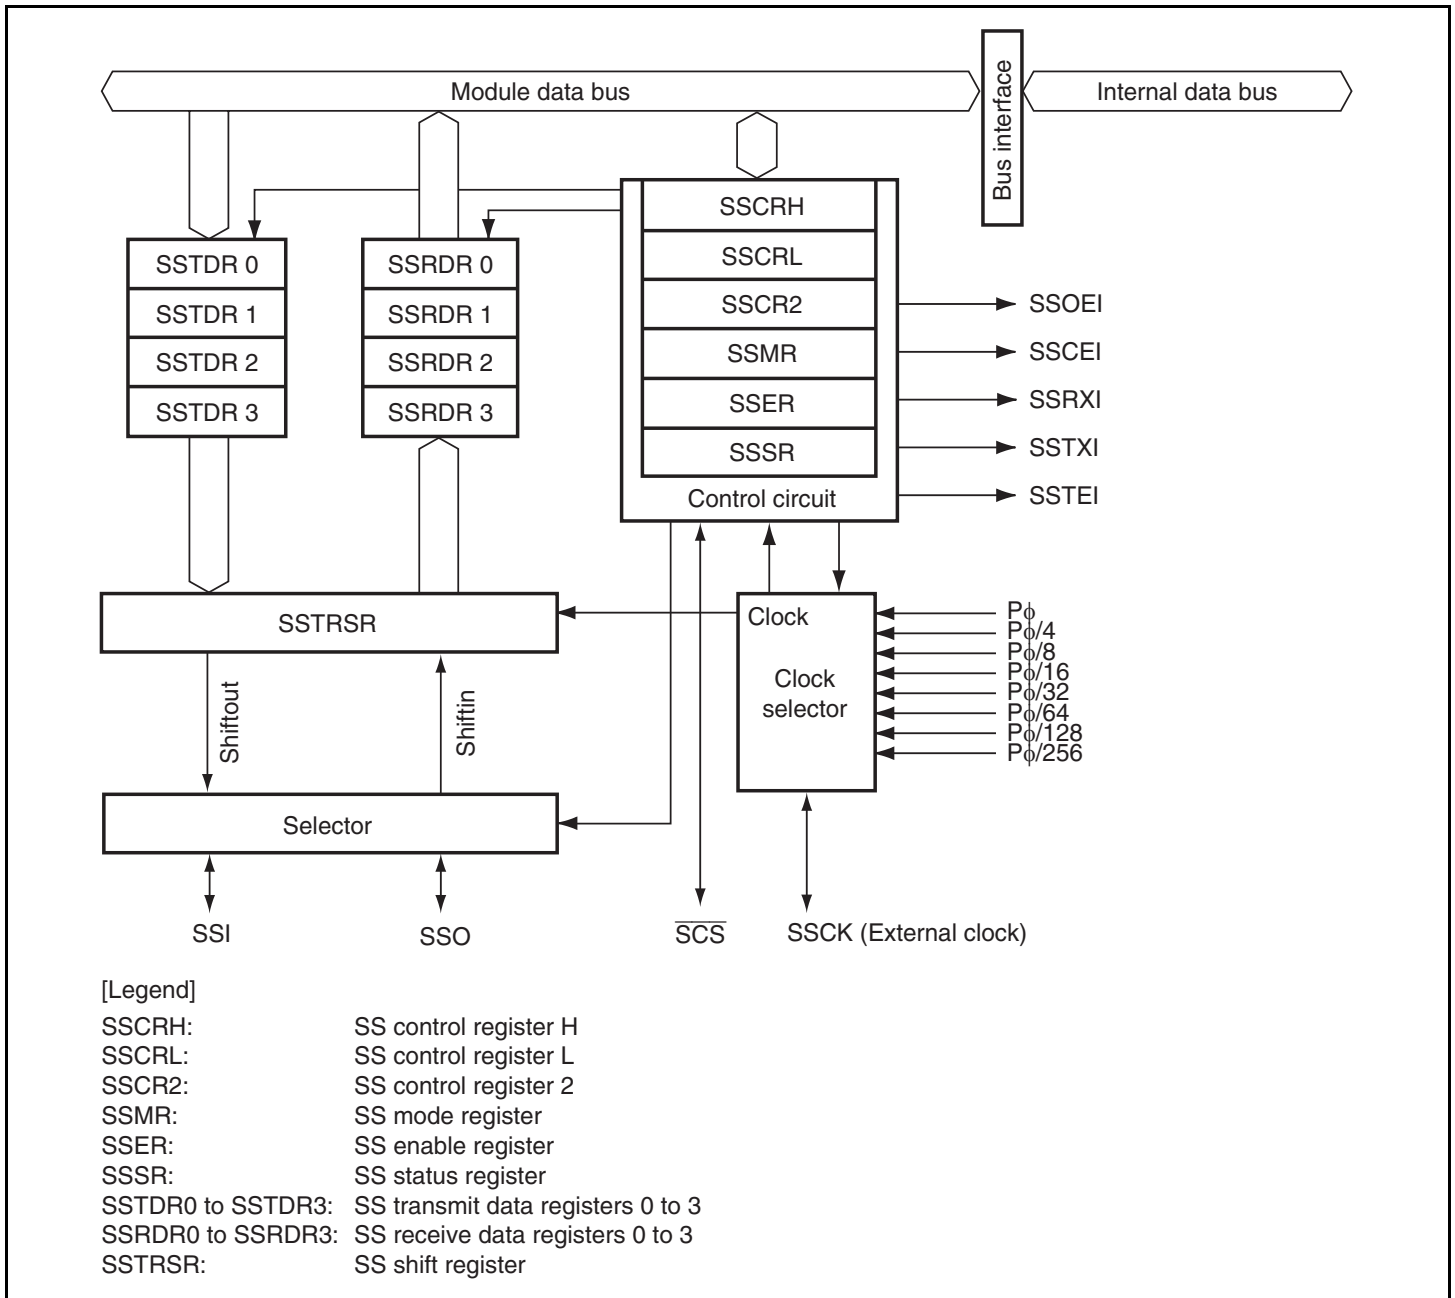 Module data bus
Bus interface
Internal data bus
SSCRH
SSCRL
SSCR2
SSMR
SSER
SSSR
Control circuit
SSTDR 0
SSTDR 1
SSTDR 2
SSTDR 3
SSRDR 0
SSRDR 1
SSRDR 2
SSRDR 3
SSOEI
SSCEI
SSRXI
SSTXI
SSTEI
SSTRSR
Clock
Clock
selector
Pϕ
Pϕ/4
Pϕ/8
Pϕ/16
Pϕ/32
Pϕ/64
Pϕ/128
Pϕ/256
Shiftout
Shiftin
Selector
SSI
SSO
S̅C̅S̅
SSCK (External clock)
[Legend]
SSCRH: SS control register H
SSCRL: SS control register L
SSCR2: SS control register 2
SSMR: SS mode register
SSER: SS enable register
SSSR: SS status register
SSTDR0 to SSTDR3: SS transmit data registers 0 to 3
SSRDR0 to SSRDR3: SS receive data registers 0 to 3
SSTRSR: SS shift register